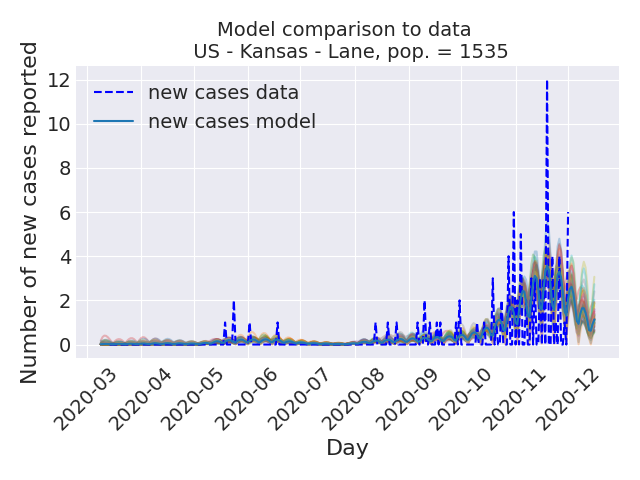 Model comparison to data
US - Kansas - Lane, pop. = 1535
Number of new cases reported
12
10
8
6
4
2
0
new cases data
new cases model
2020-03
2020-04
2020-05
2020-06
2020-07
2020-08
2020-09
2020-10
2020-11
2020-12
Day